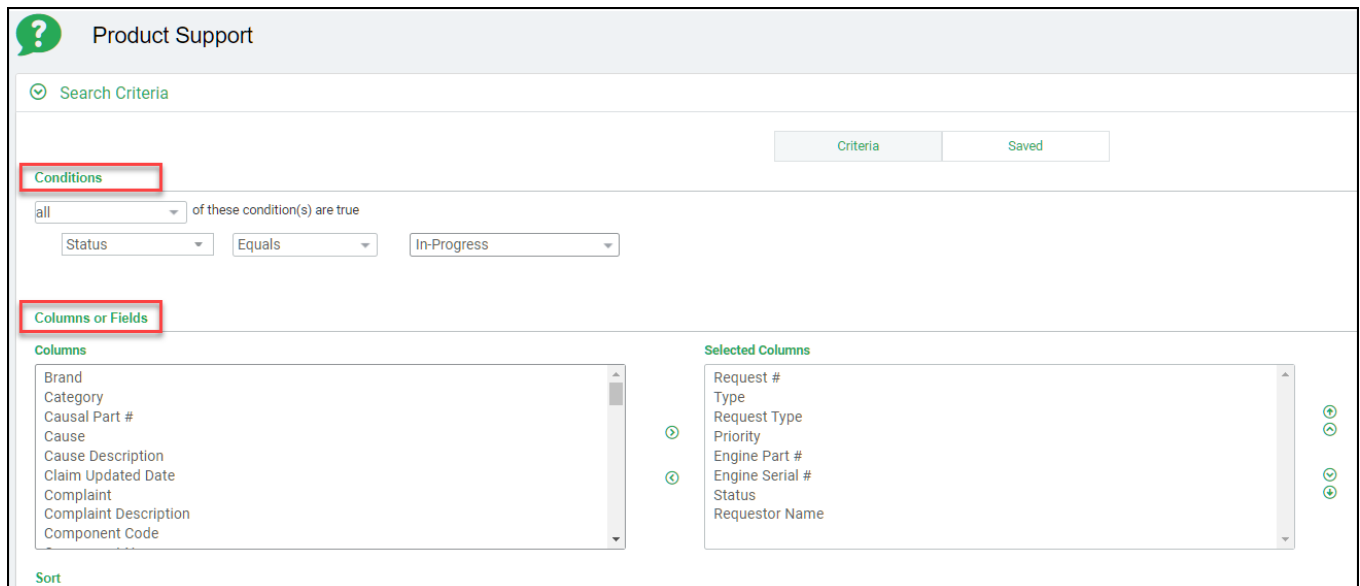 ?
Product Support
Search Criteria
Criteria Saved
Conditions
all of these condition(s) are true
Status Equals In-Progress
Columns or Fields
Columns
Brand
Category
Causal Part #
Cause
Cause Description
Claim Updated Date
Complaint
Complaint Description
Component Code
Selected Columns
Request #
Type
Request Type
Priority
Engine Part #
Engine Serial #
Status
Requestor Name
Sort